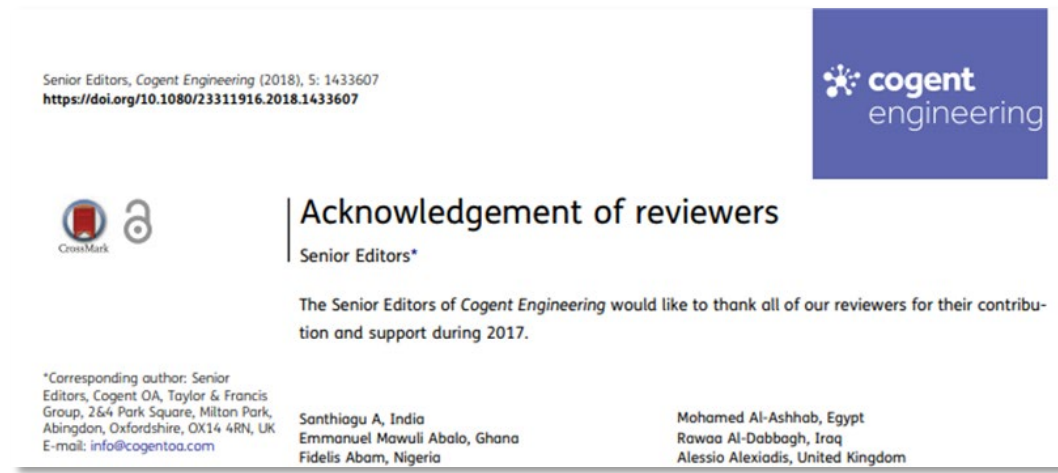 Senior Editors, Cogent Engineering (2018), 5: 1433607
https://doi.org/10.1080/23311916.2018.1433607
cogent
engineering
CrossMark
Acknowledgement of reviewers
Senior Editors*
The Senior Editors of Cogent Engineering would like to thank all of our reviewers for their contribu-
tion and support during 2017.
*Corresponding author: Senior
Editors, Cogent OA, Taylor & Francis
Group, 2&4 Park Square, Milton Park,
Abingdon, Oxfordshire, OX14 4RN, UK
E-mail: info@cogentoa.com
Santhiagu A, India
Emmanuel Mawuli Abalo, Ghana
Fidelis Abam, Nigeria
Mohamed Al-Ashhab, Egypt
Rawaa Al-Dabbagh, Iraq
Alessio Alexiadis, United Kingdom